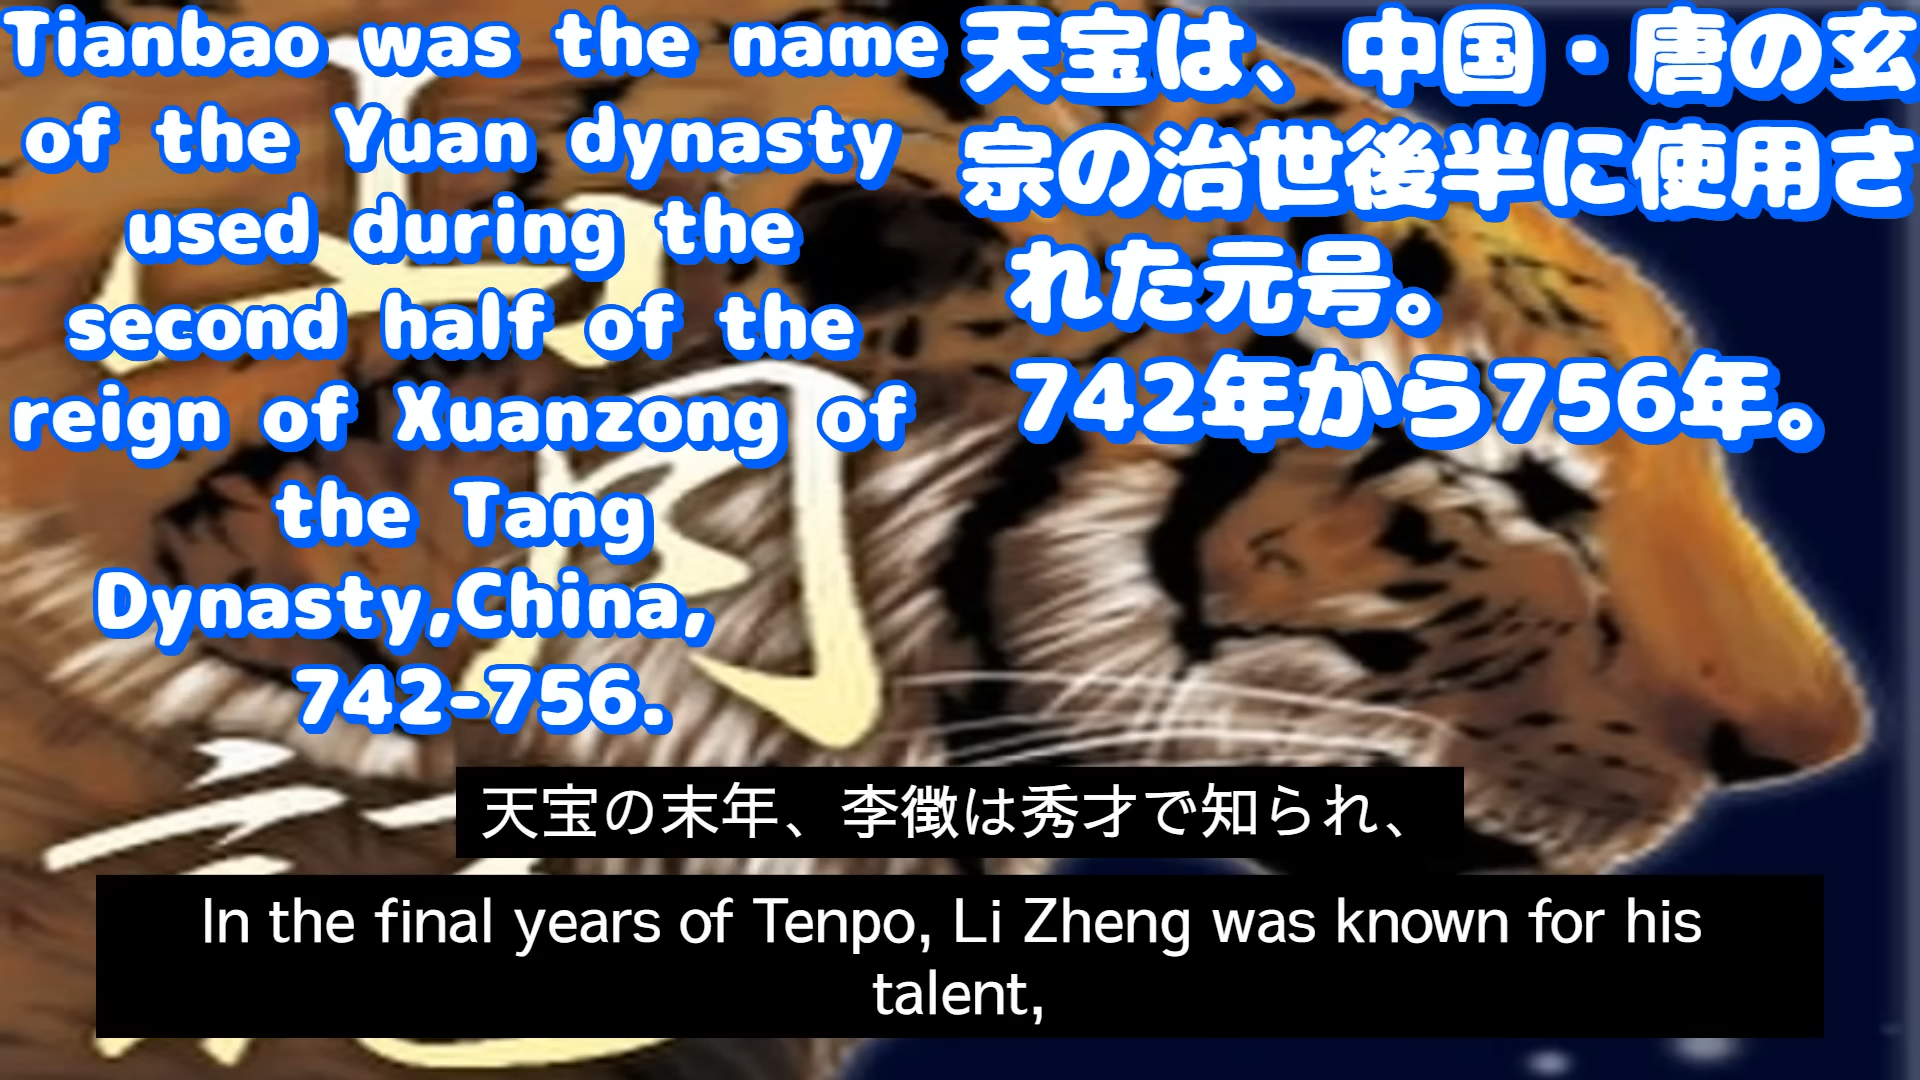 Tianbao was the name
of the Yuan dynasty
used during the
second half of the
reign of Xuanzong of
the Tang
Dynasty,China,
742-756.
天宝は、中国・唐の玄
宗の治世後半に使用さ
れた元号。
742年から756年。
天宝の末年、李徴は秀才で知られ、
In the final years of Tenpo, Li Zheng was known for his
talent,